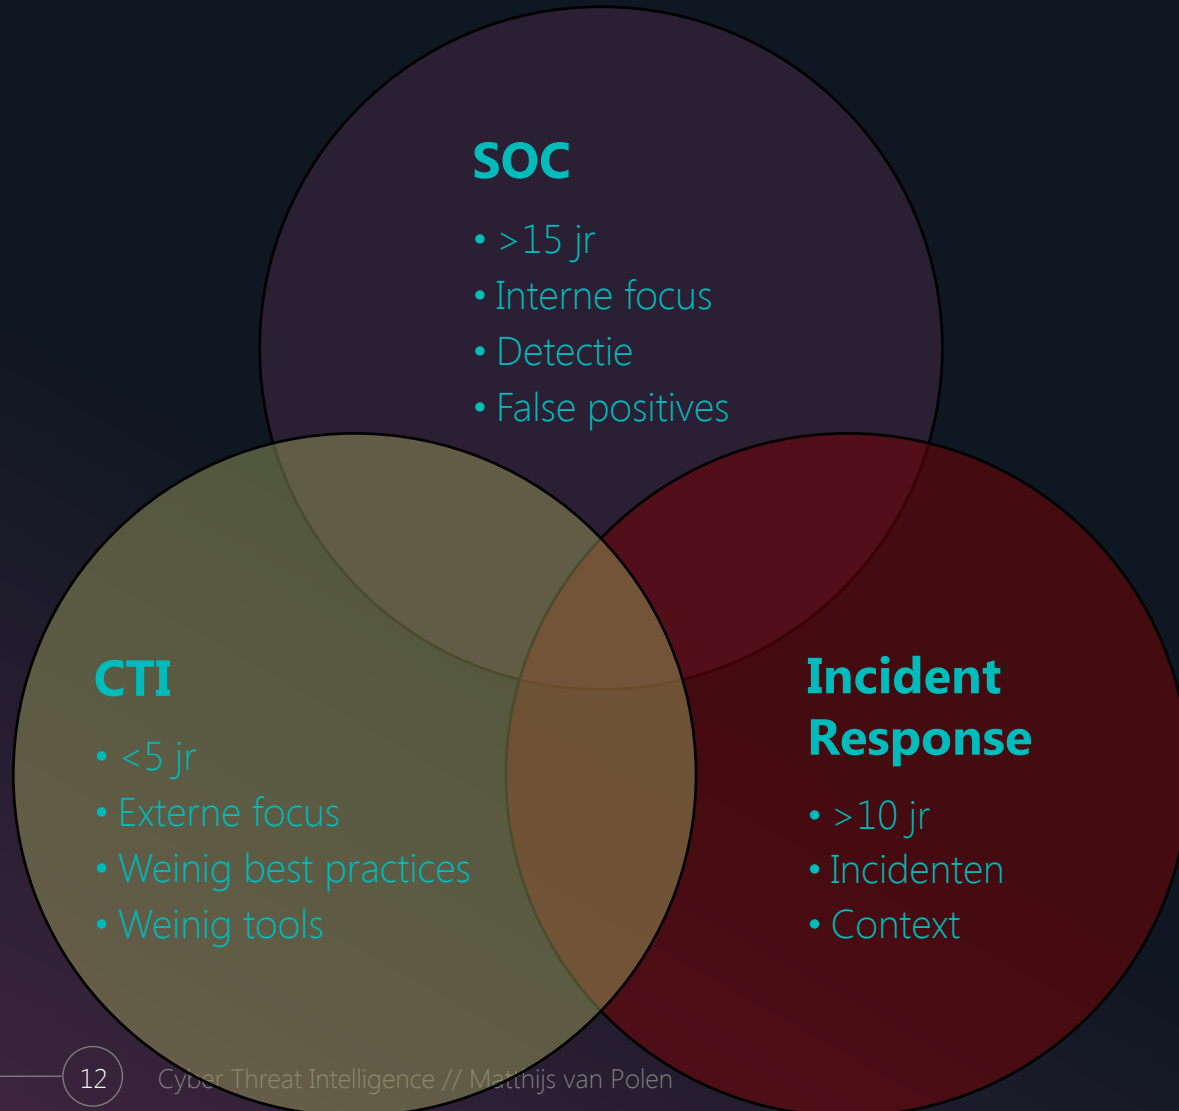 SOC
• >15 jr
• Interne focus
• Detectie
• False positives
CTI
• <5 jr
• Externe focus
• Weinig best practices
• Weinig tools
Incident
Response
• >10 jr
• Incidenten
• Context
12
Cyber Threat Intelligence // Matthijs van Polen